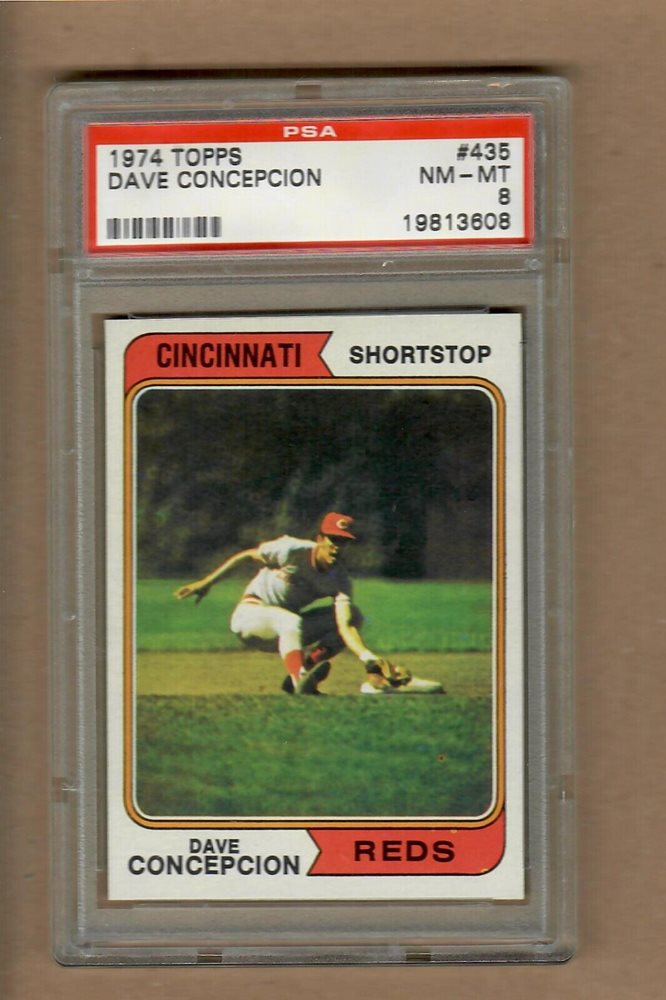 PSA
1974 TOPPS #435
DAVE CONCEPCION NM-MT
8
19813608
CINCINNATI SHORTSTOP
C
DAVE
CONCEPCION
REDS